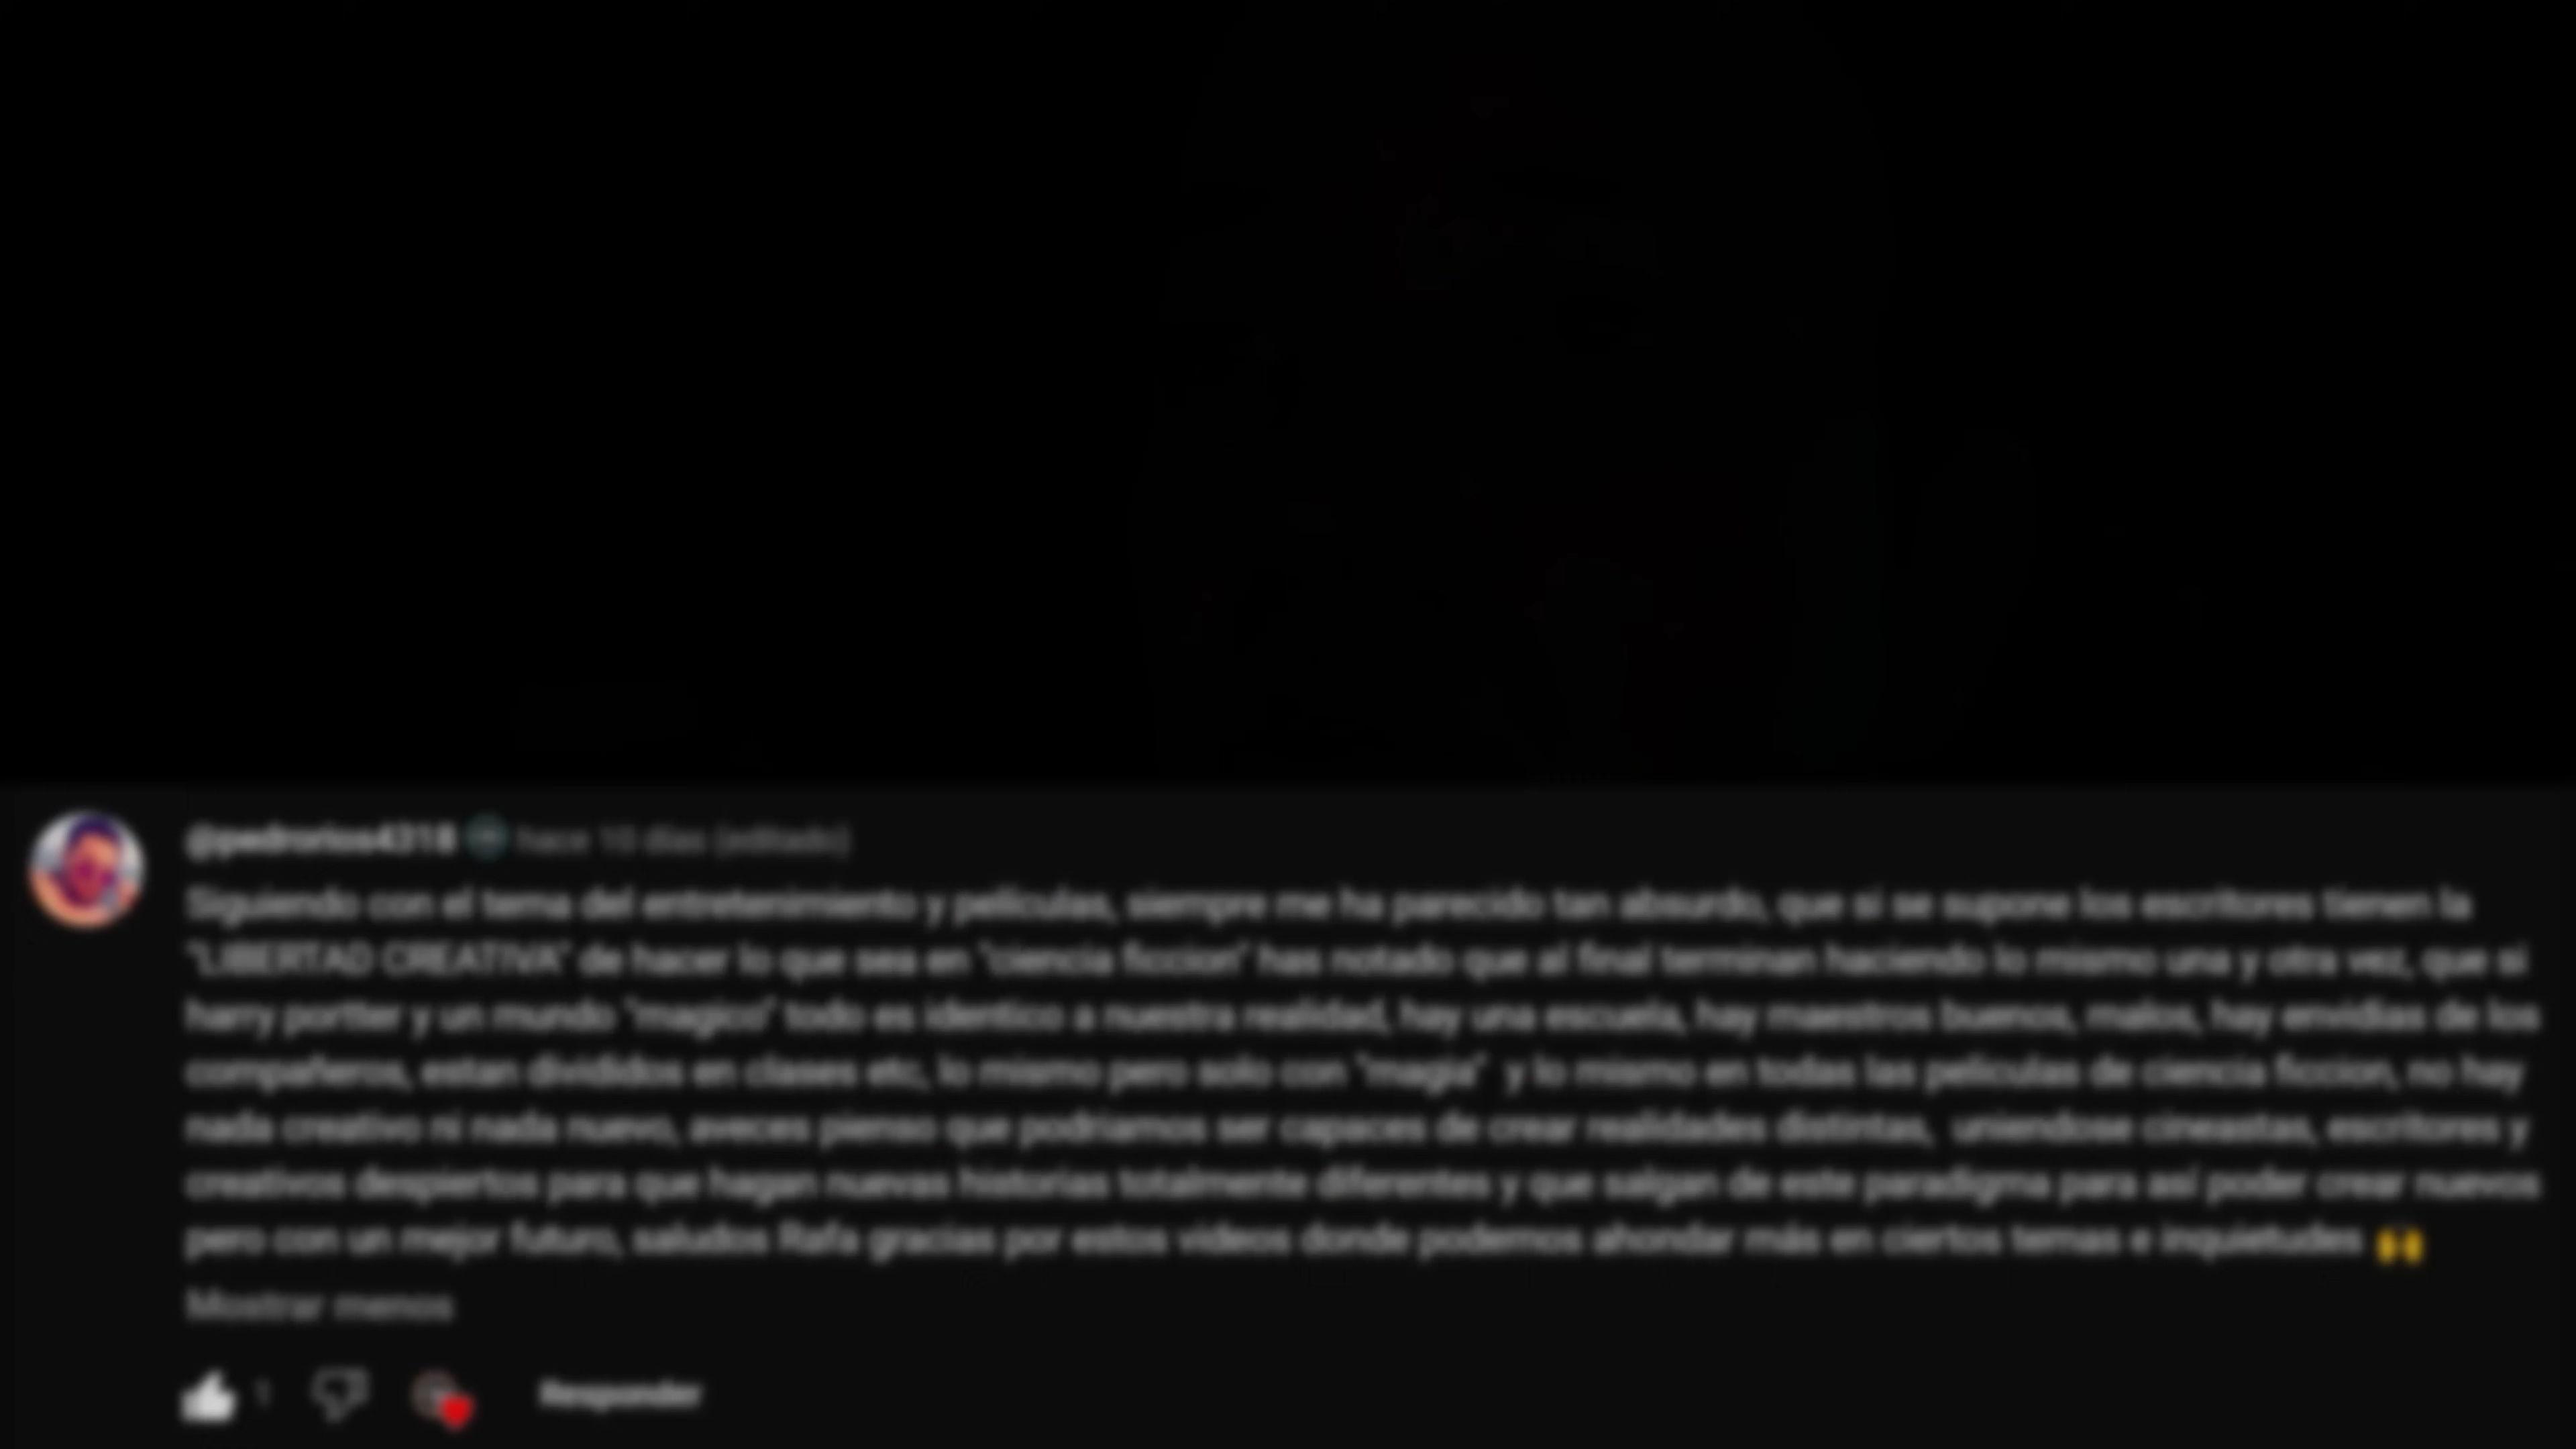 @pedrorios4318 hace 10 días (editado)
Siguiendo con el tema del entretenimiento y películas, siempre me ha parecido tan absurdo, que si se supone los escritores tienen la
"LIBERTAD CREATIVA" de hacer lo que sea en "ciencia ficcion" has notado que al final terminan haciendo lo mismo una y otra vez, que si
harry portter y un mundo "magico" todo es identico a nuestra realidad, hay una escuela, hay maestros buenos, malos, hay envidias de los
compañeros, estan divididos en clases etc, lo mismo pero solo con "magia" y lo mismo en todas las peliculas de ciencia ficcion, no hay
nada creativo ni nada nuevo, aveces pienso que podriamos ser capaces de crear realidades distintas, uniendose cineastas, escritores y
creativos despiertos para que hagan nuevas historias totalmente diferentes y que salgan de este paradigma para así poder crear nuevos
pero con un mejor futuro, saludos Rafa gracias por estos videos donde podemos ahondar más en ciertos temas e inquietudes 🙌
Mostrar menos
1 Responder